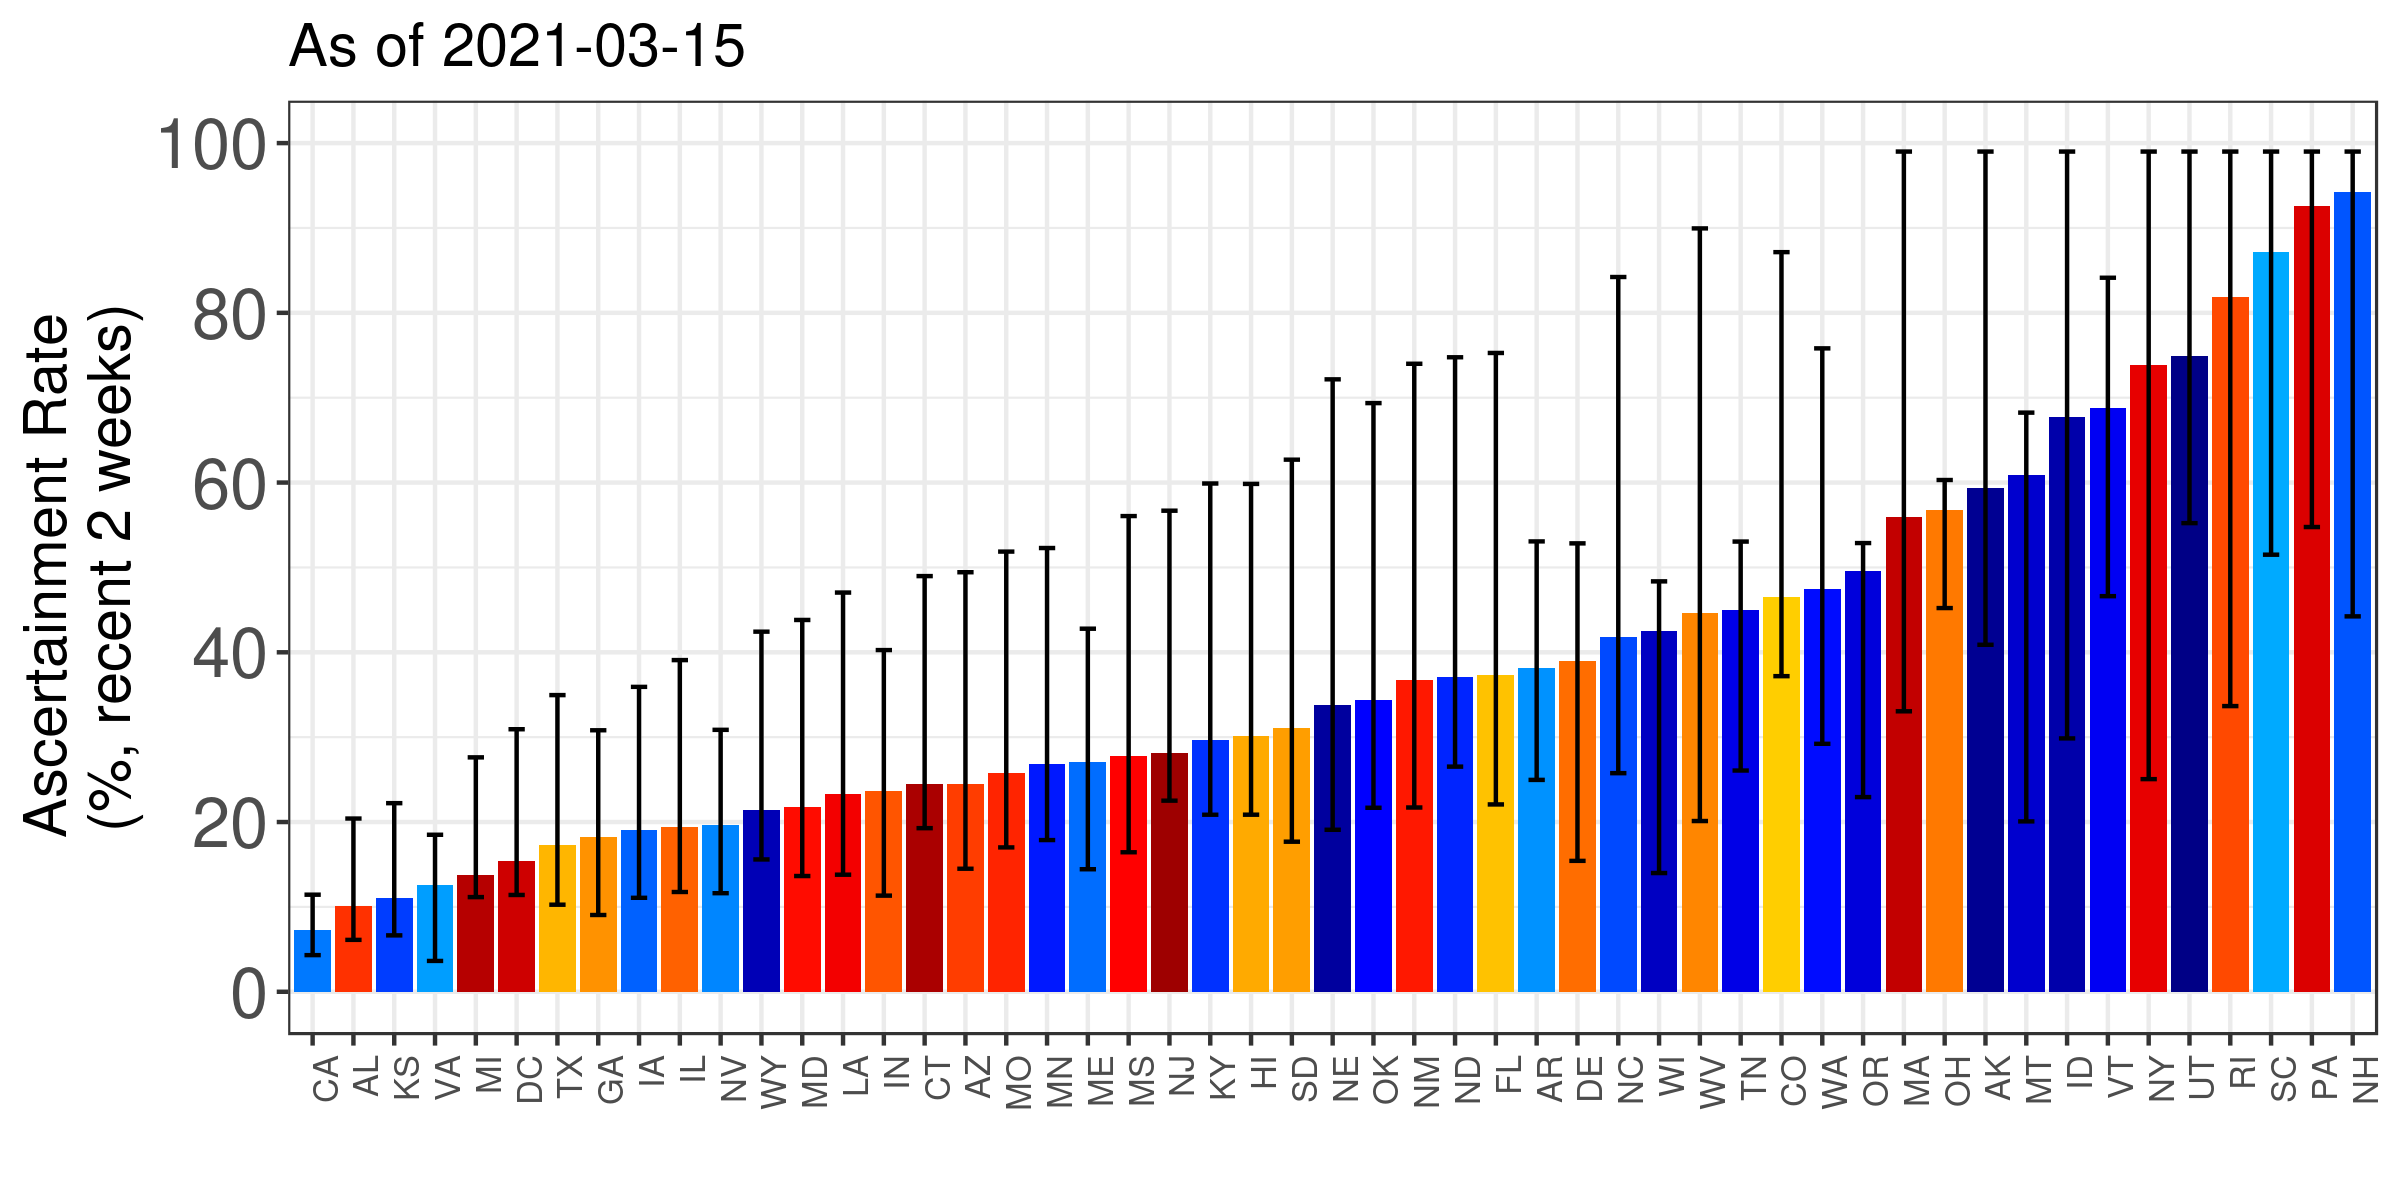 As of 2021-03-15
Ascertainment Rate
(%, recent 2 weeks)
100
80
60
40
20
0
CA AL KS VA MI DC TX GA IA IL NV WY MD LA IN CT AZ MO MN ME MS NJ KY HI SD NE OK NM ND FL AR DE NC WI WV TN CO WA OR MA OH AK MT ID VT NY UT RI SC PA NH